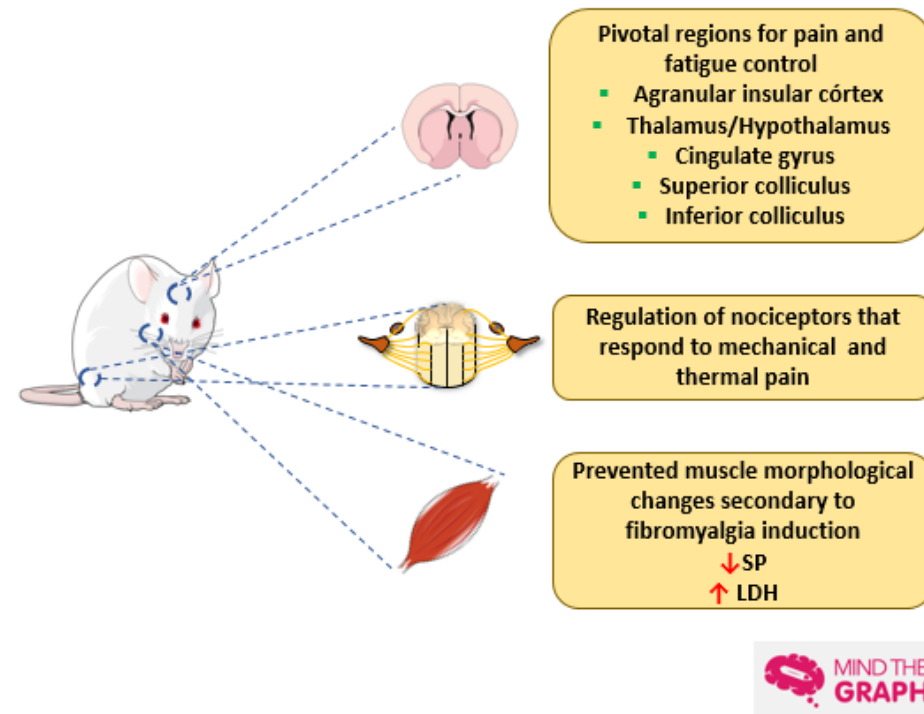 Pivotal regions for pain and
fatigue control
▪ Agranular insular córtex
▪ Thalamus/Hypothalamus
▪ Cingulate gyrus
▪ Superior colliculus
▪ Inferior colliculus
Regulation of nociceptors that
respond to mechanical and
thermal pain
Prevented muscle morphological
changes secondary to
fibromyalgia induction
↓SP
↑ LDH
MIND THE
GRAPH